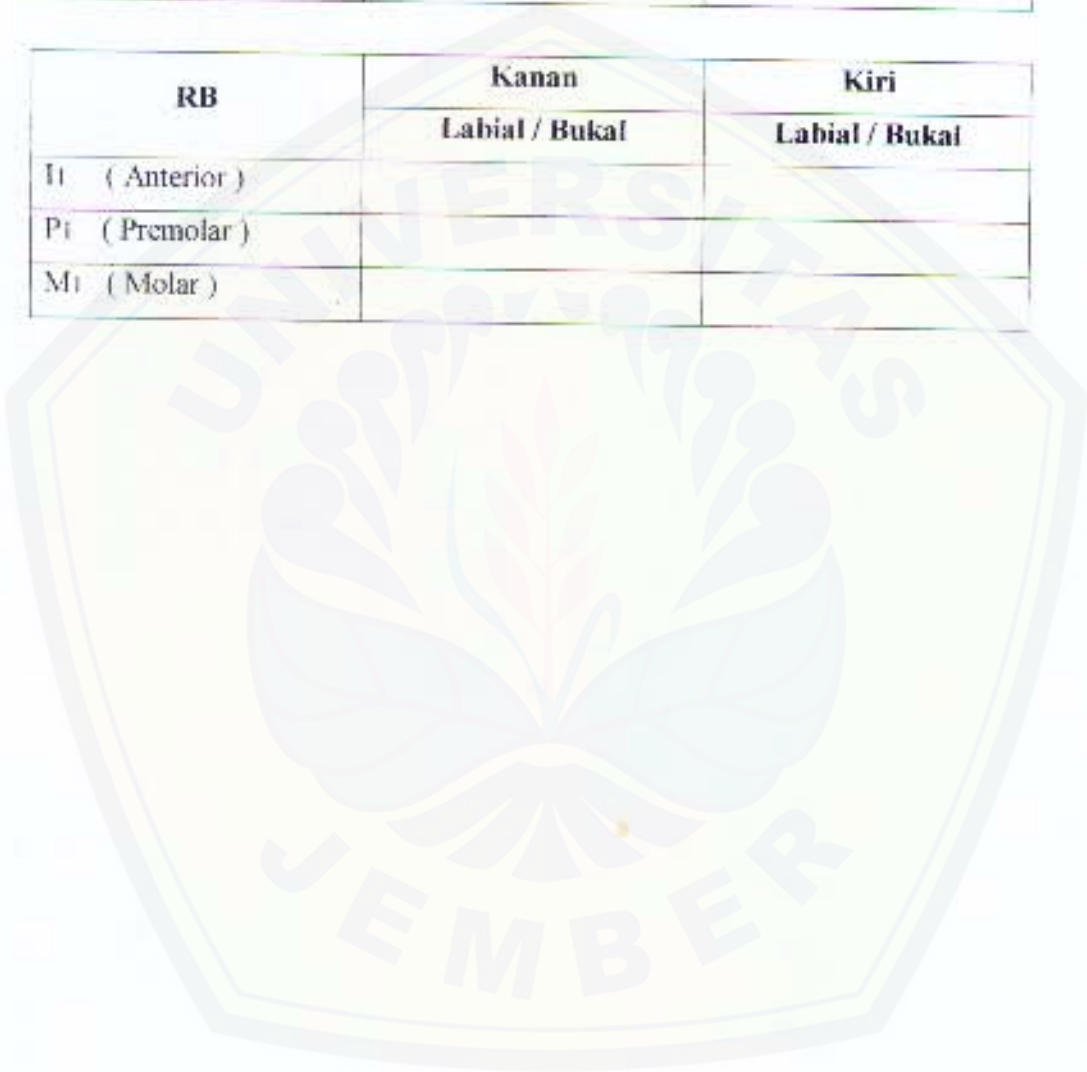 RB Kanan Kiri
Labial / Bukal Labial / Bukal
I1 ( Anterior )
P1 ( Premolar )
M1 ( Molar )
UNIVERSITAS
JEMBER